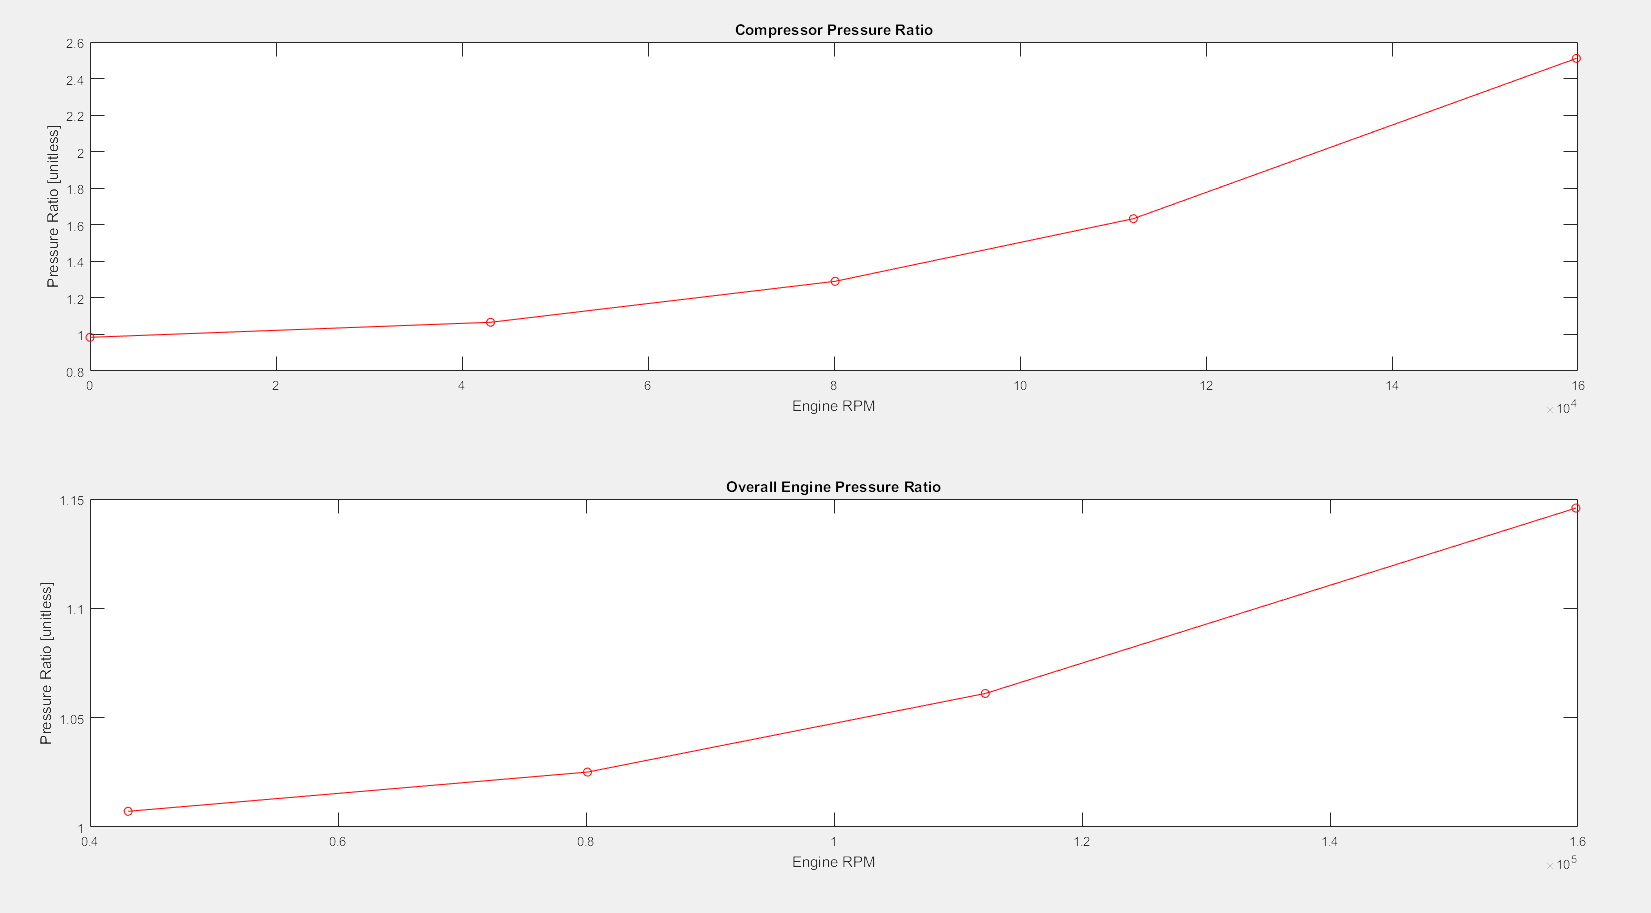 Compressor Pressure Ratio
2.6
2.4
2.2
2
1.8
1.6
1.4
1.2
1
0.8
Pressure Ratio [unitless]
0 2 4 6 8 10 12 14 16
Engine RPM
×10^4
Overall Engine Pressure Ratio
1.15
1.1
1.05
1
Pressure Ratio [unitless]
0.4 0.6 0.8 1 1.2 1.4 1.6
Engine RPM
×10^5